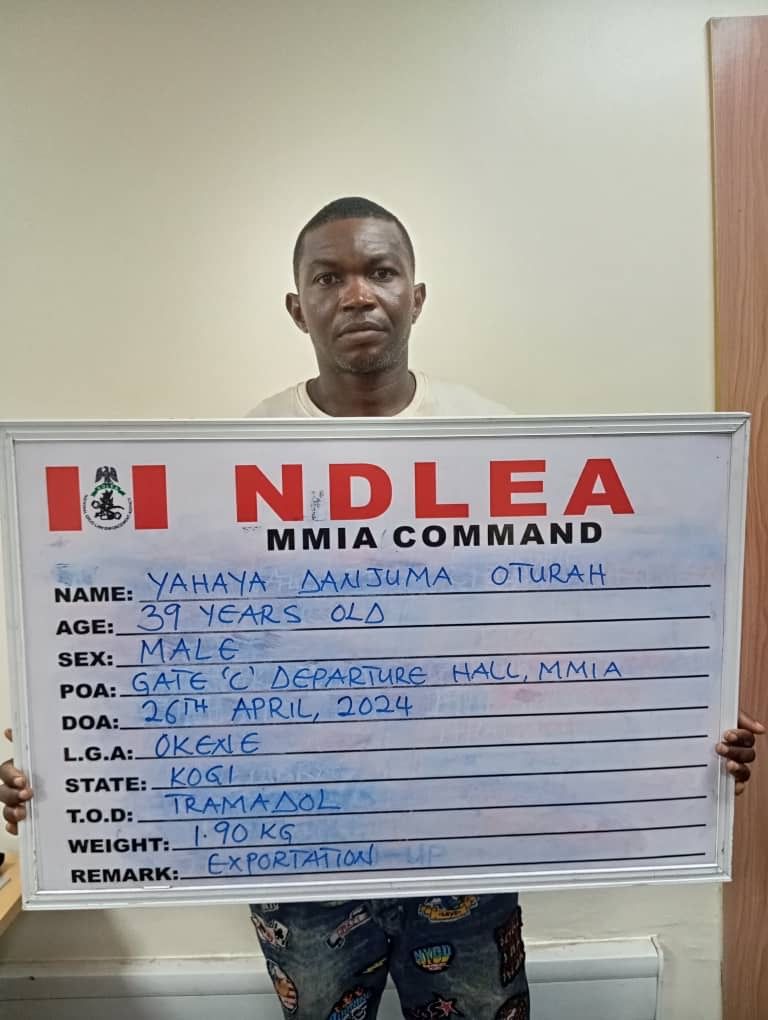 NDLEA
MMIA COMMAND
NAME: YAHAYA DANJUMA OTURAH
AGE: 39 YEARS OLD
SEX: MALE
POA: GATE 'C' DEPARTURE HALL, MMIA
DOA: 26TH APRIL, 2024
L.G.A: OKENE
STATE: KOGI
T.O.D: TRAMADOL
WEIGHT: 1.90 KG
REMARK: EXPORTATION